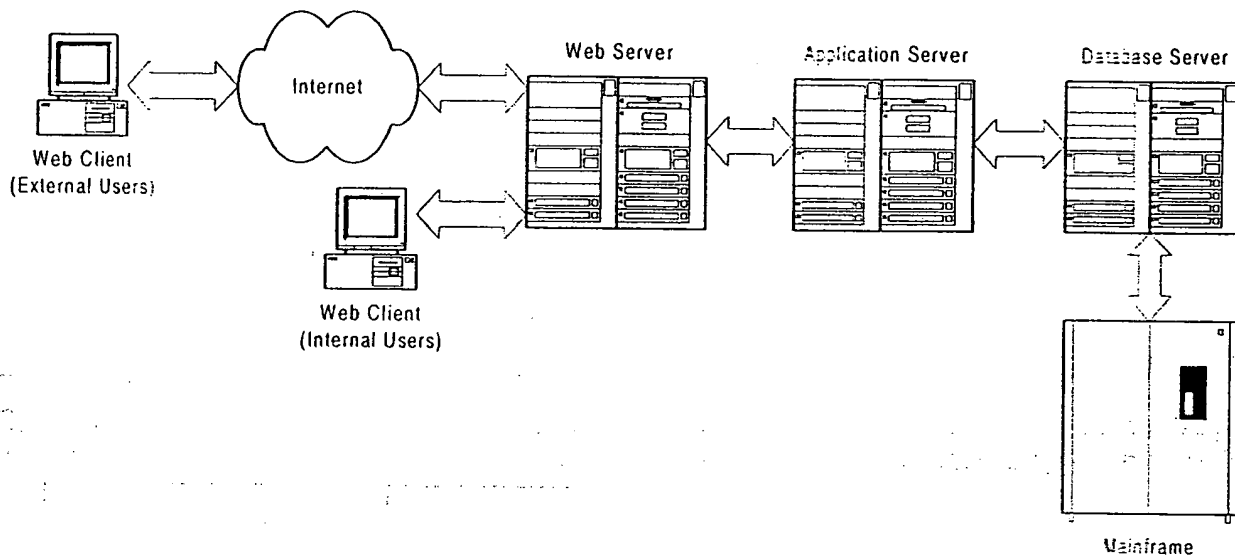 Web Server
Application Server
Database Server
Internet
Web Client
(External Users)
Web Client
(Internal Users)
Mainframe